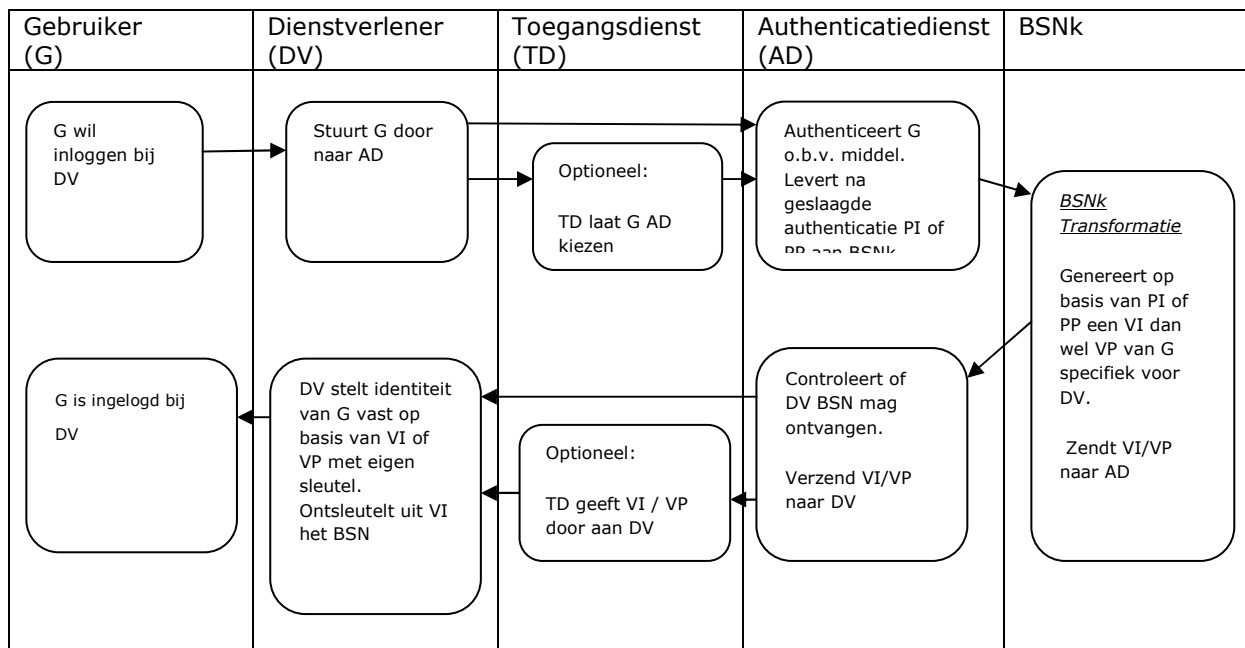 Gebruiker
(G)
Dienstverlener
(DV)
Toegangsdienst
(TD)
Authenticatiedienst
(AD)
BSNk
G wil
inloggen bij
DV
Stuurt G door
naar AD
Optioneel:
TD laat G AD
kiezen
Authenticeert G
o.b.v. middel.
Levert na
geslaagde
authenticatie PI of
PP aan BSNk
BSNk
Transformatie
Genereert op
basis van PI of
PP een VI dan
wel VP van G
specifiek voor
DV.
Zendt VI/VP
naar AD
Controleert of
DV BSN mag
ontvangen.
Verzend VI/VP
naar DV
Optioneel:
TD geeft VI / VP
door aan DV
DV stelt identiteit
van G vast op
basis van VI of
VP met eigen
sleutel.
Ontsleutelt uit VI
het BSN
G is ingelogd bij
DV